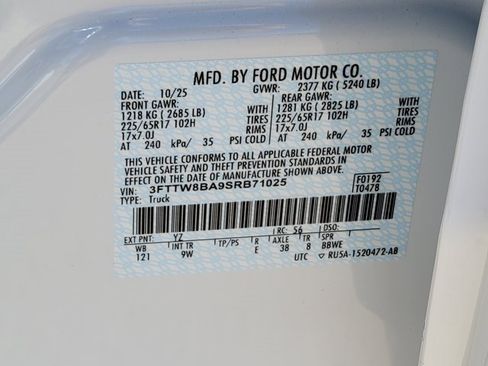 MFD. BY FORD MOTOR CO.
DATE: 10/25 GVWR: 2377 KG ( 5240 LB)
FRONT GAWR: REAR GAWR:
1218 KG ( 2685 LB) 1281 KG ( 2825 LB)
225/65R17 102H TIRES 225/65R17 102H TIRES
17x7.0J RIMS 17x7.0J RIMS
AT 240 kPa/ 35 PSI COLD AT 240 kPa/ 35 PSI COLD
THIS VEHICLE CONFORMS TO ALL APPLICABLE FEDERAL MOTOR
VEHICLE SAFETY AND THEFT PREVENTION STANDARDS IN
EFFECT ON THE DATE OF MANUFACTURE SHOWN ABOVE.
VIN: 3FTTW8BA9SRB71025 F0192
TYPE: Truck T0478
EXT PNT: YZ RC: 56 DSO:
WB INT TR TP/PS R AXLE TR SPR
121 9W E 38 8 BBWE
UTC RU5A-1520472-AB